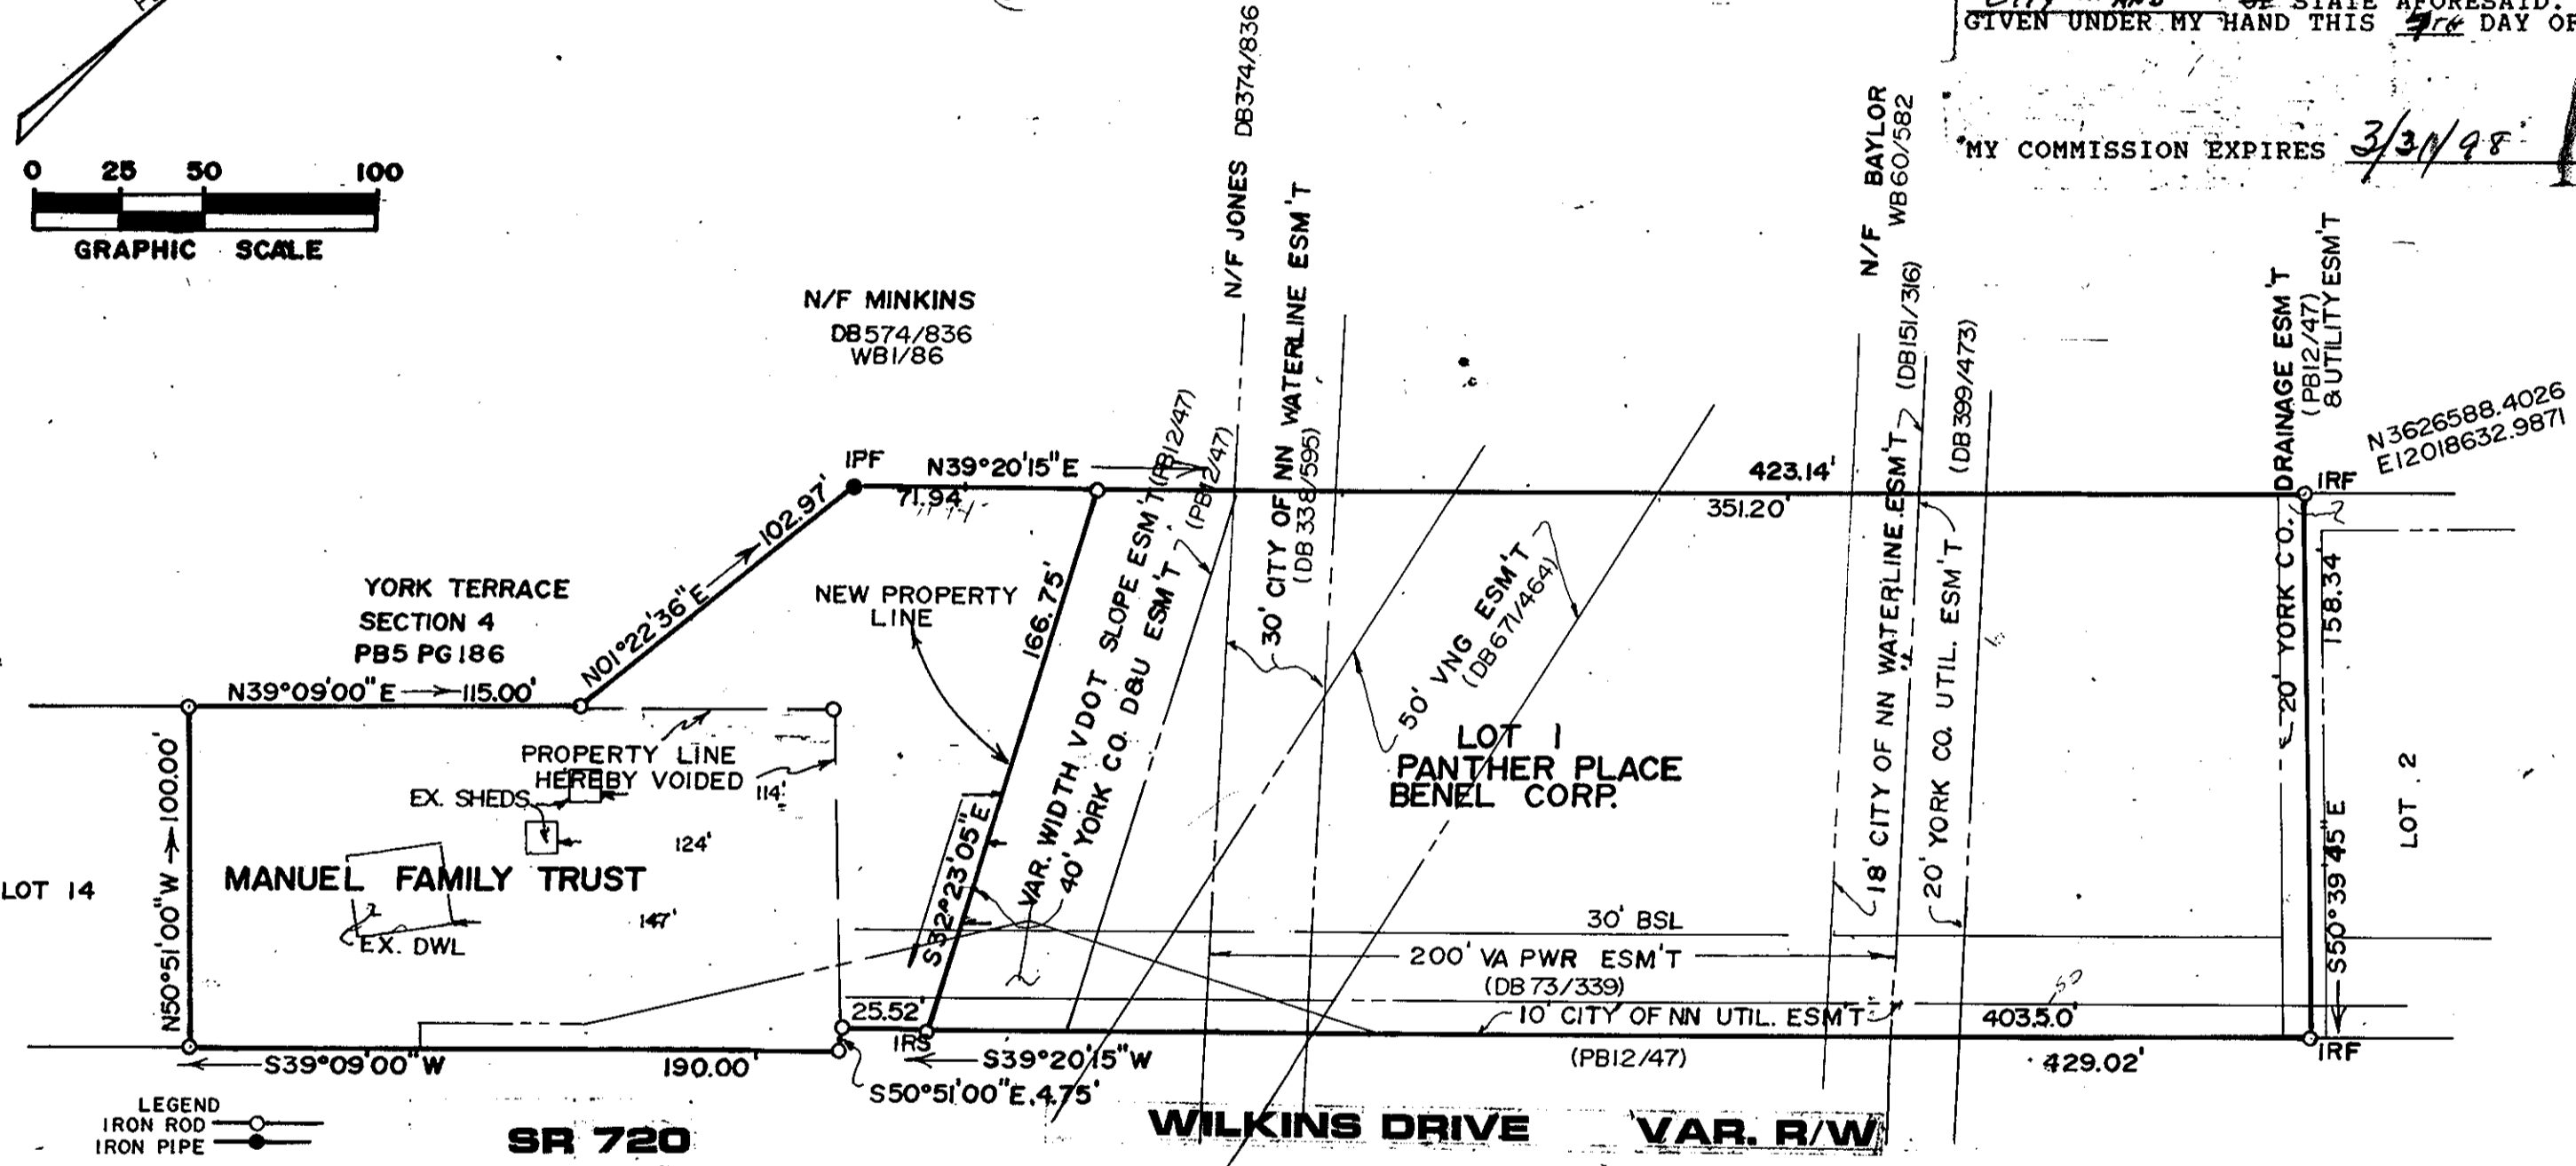 STATE AFORESAID.
GIVEN UNDER MY HAND THIS DAY OF
MY COMMISSION EXPIRES 3/31/98
0 25 50 100
GRAPHIC SCALE
N/F MINKINS
DB574/836
WB1/86
N/F JONES DB374/836
30' CITY OF NN WATERLINE ESM'T
(DB338/595)
N/F BAYLOR
WB60/582
18' CITY OF NN WATERLINE ESM'T (DB151/316)
20' YORK CO. UTIL. ESM'T (DB399/473)
20' YORK CO. DRAINAGE ESM'T
(PB12/47)
& UTILITY ESM'T
N3626588.4026
E12018632.9871
IPF
N39°20'15"E
71.94'
423.14'
351.20'
IRF
N01°22'36"E 102.97'
YORK TERRACE
SECTION 4
PB5 PG186
N39°09'00"E 115.00'
NEW PROPERTY
LINE
166.75'
S32°23'05"E
VAR. WIDTH VDOT SLOPE ESM'T (PB12/47)
40' YORK CO. D&U ESM'T (PB12/47)
50' VNG ESM'T
(DB671/464)
LOT 1
PANTHER PLACE
BENEL CORP.
158.34'
S50°39'45"E
LOT 2
PROPERTY LINE
HEREBY VOIDED
114'
EX. SHEDS
124'
MANUEL FAMILY TRUST
147'
EX. DWL
LOT 14
N50°51'00"W 100.00'
30' BSL
200' VA PWR ESM'T
(DB73/339)
10' CITY OF NN UTIL. ESM'T
403.50'
50
25.52'
IRS
S39°20'15"W
(PB12/47)
429.02'
IRF
S39°09'00"W
190.00'
S50°51'00"E, 4.75'
LEGEND
IRON ROD
IRON PIPE
SR 720
WILKINS DRIVE VAR. R/W